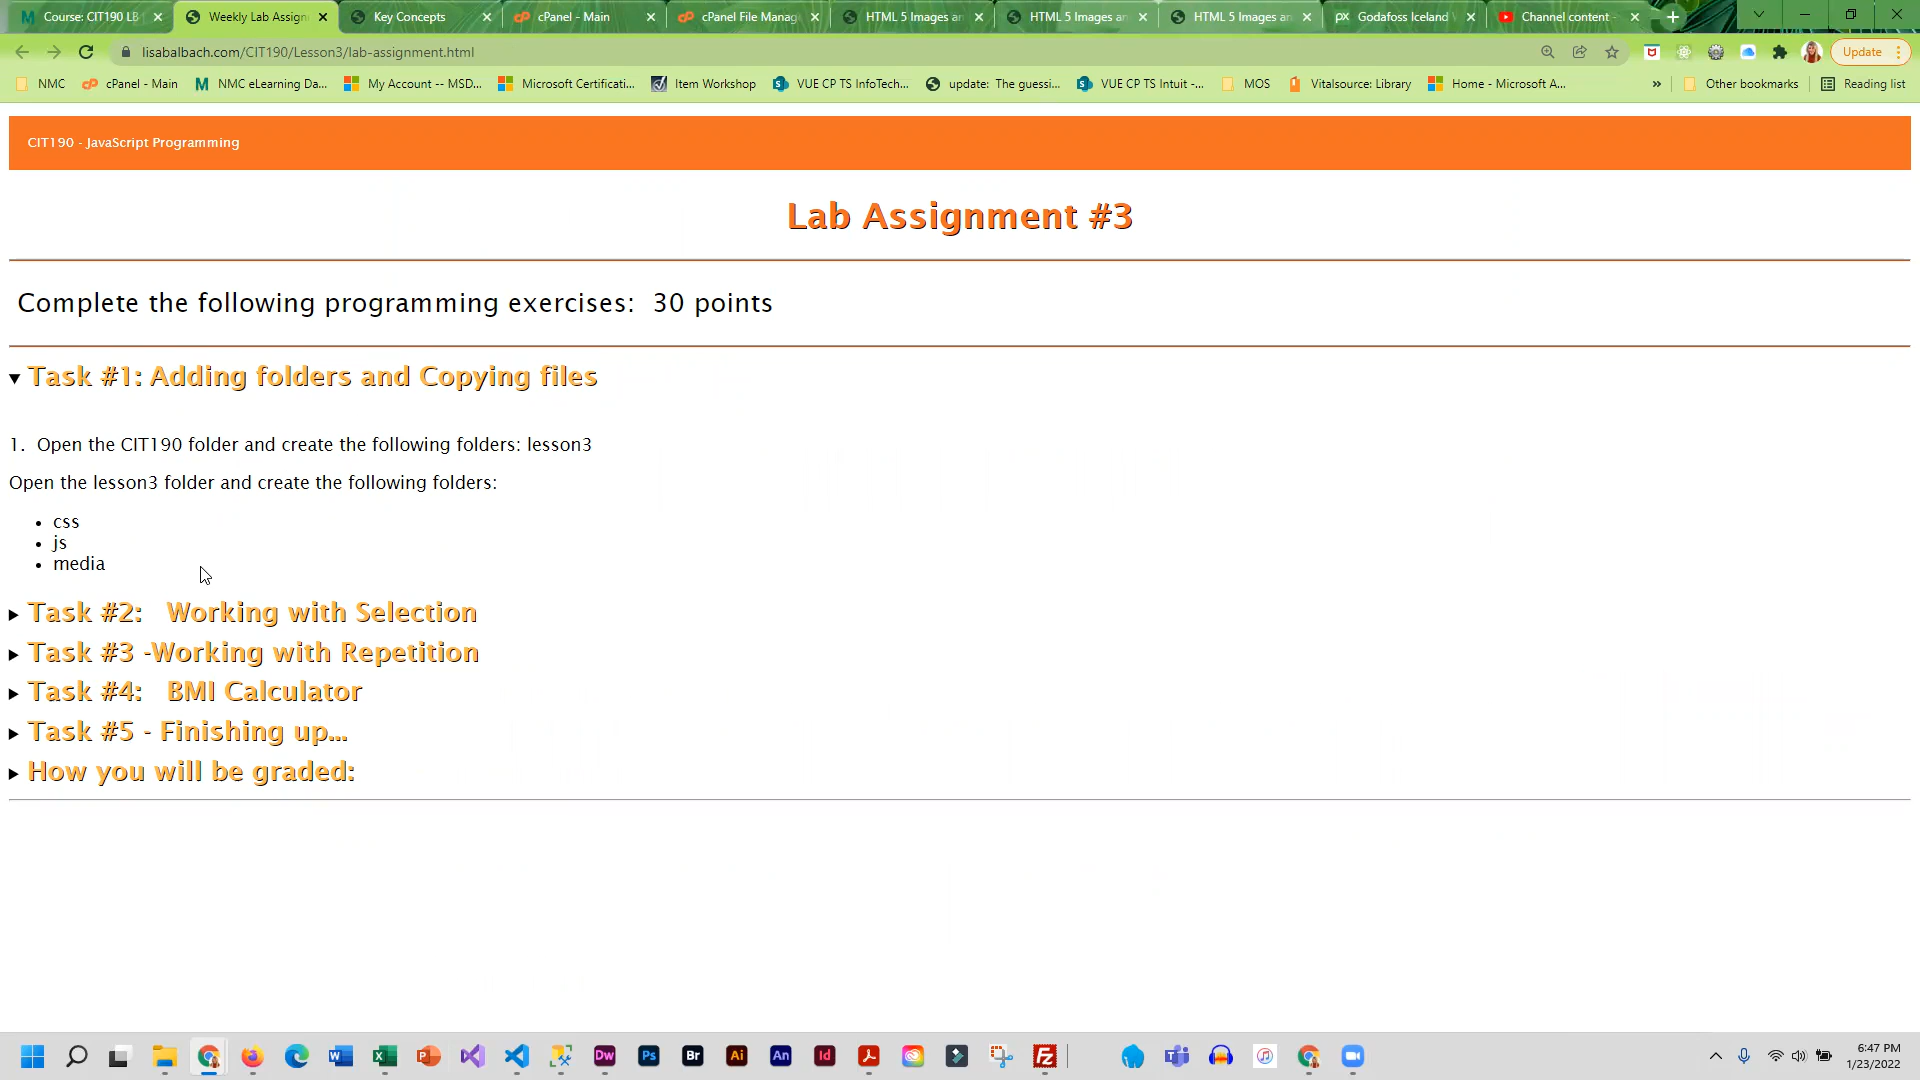 Course: CIT190 LB
Weekly Lab Assign
Key Concepts
cPanel - Main
cPanel File Manag
HTML 5 Images an
HTML 5 Images an
HTML 5 Images an
Godafoss Iceland
Channel content -
lisabalbach.com/CIT190/Lesson3/lab-assignment.html
Update
NMC
cPanel - Main
NMC eLearning Da...
My Account -- MSD...
Microsoft Certificati...
Item Workshop
VUE CP TS InfoTech...
update: The guessi...
VUE CP TS Intuit -...
MOS
Vitalsource: Library
Home - Microsoft A...
Other bookmarks
Reading list
CIT190 - JavaScript Programming
Lab Assignment #3
Complete the following programming exercises: 30 points
Task #1: Adding folders and Copying files
1. Open the CIT190 folder and create the following folders: lesson3
Open the lesson3 folder and create the following folders:
• css
• js
• media
Task #2: Working with Selection
Task #3 -Working with Repetition
Task #4: BMI Calculator
Task #5 - Finishing up...
How you will be graded:
6:47 PM
1/23/2022